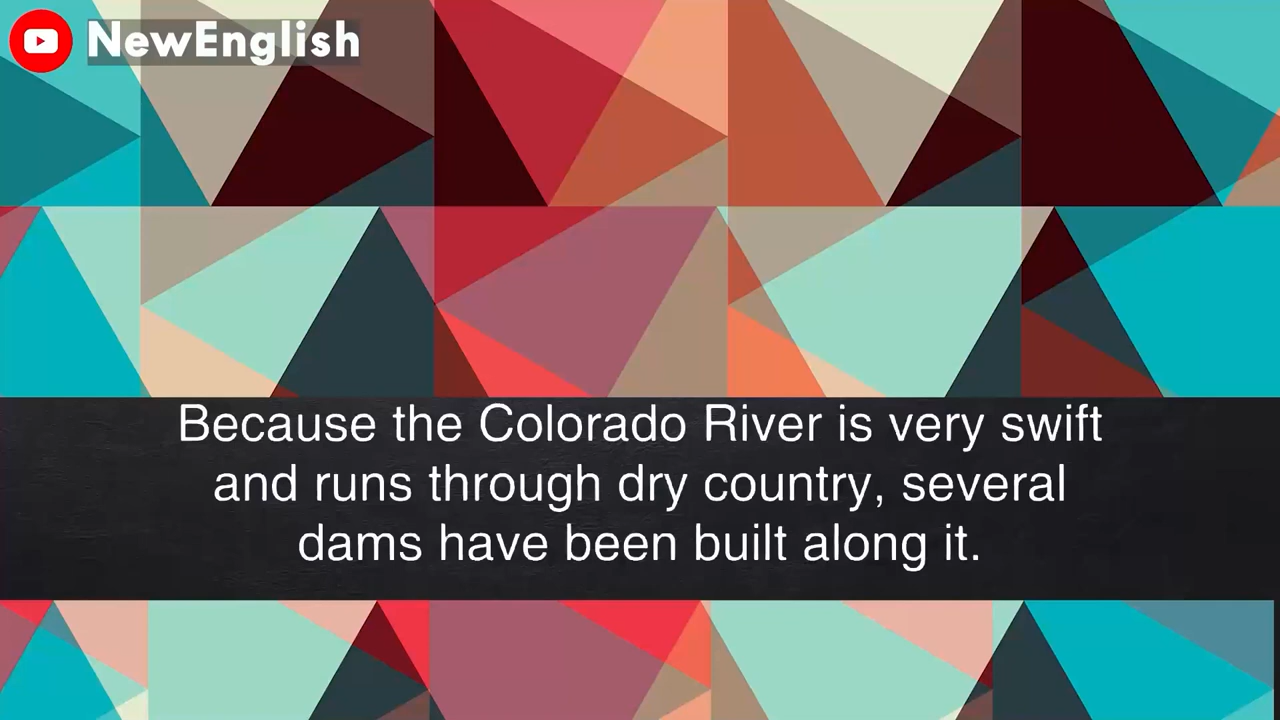 NewEnglish
Because the Colorado River is very swift
and runs through dry country, several
dams have been built along it.